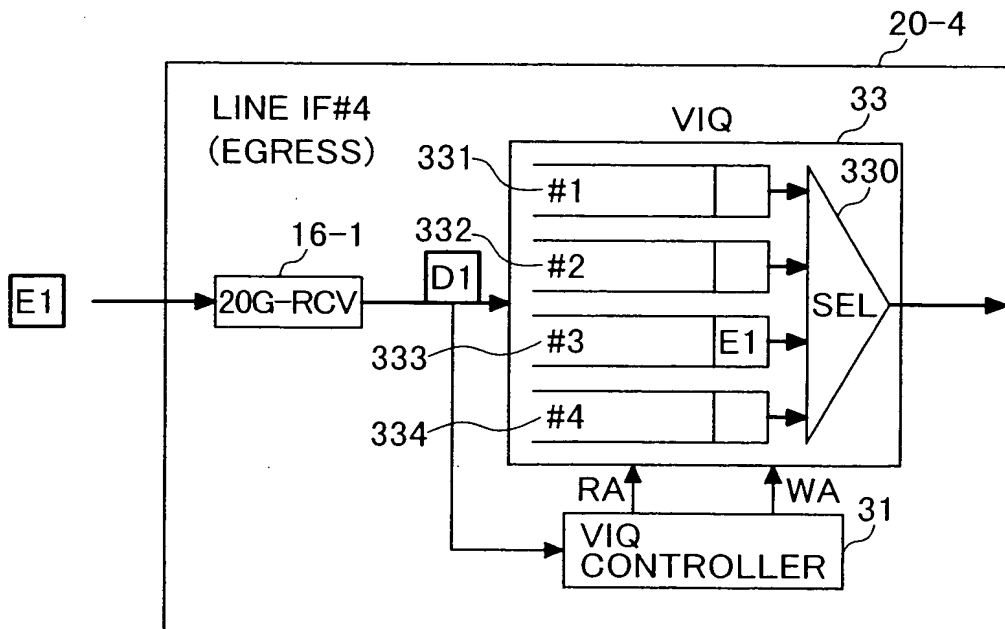 20-4
LINE IF#4
(EGRESS)
VIQ
33
331
#1
330
16-1
332
#2
E1
20G-RCV
D1
SEL
#3
E1
333
#4
334
RA
WA
31
VIQ
CONTROLLER